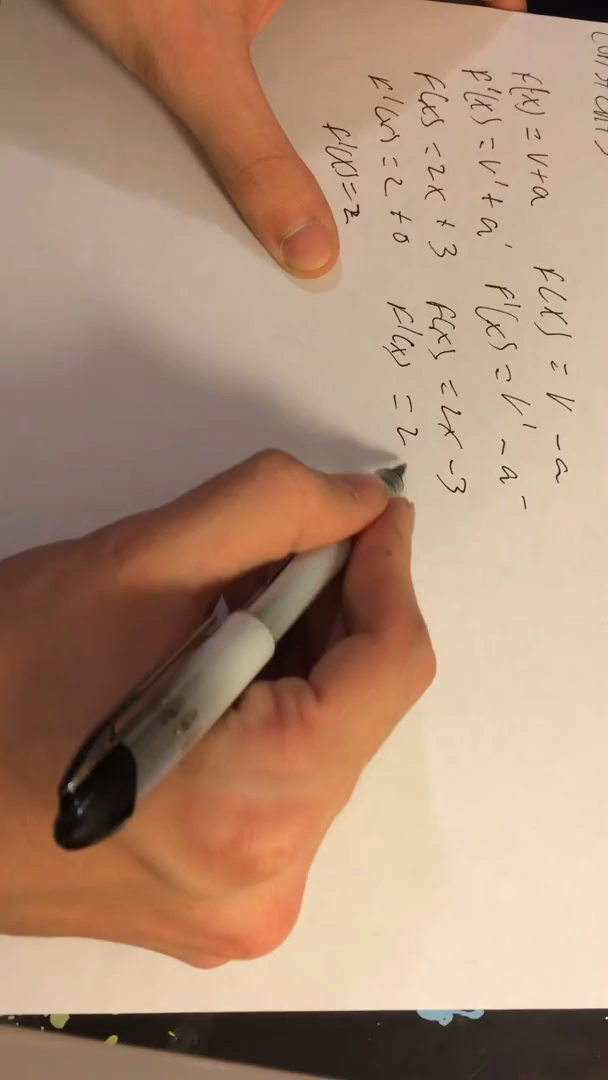 f(x) = v+a
f'(x) = v'+a'
f(x) = 2x + 3
f'(x) = 2 + 0
f'(x) = 2
f(x) = v - a
f'(x) = v' - a'
f(x) = 2x - 3
f'(x) = 2